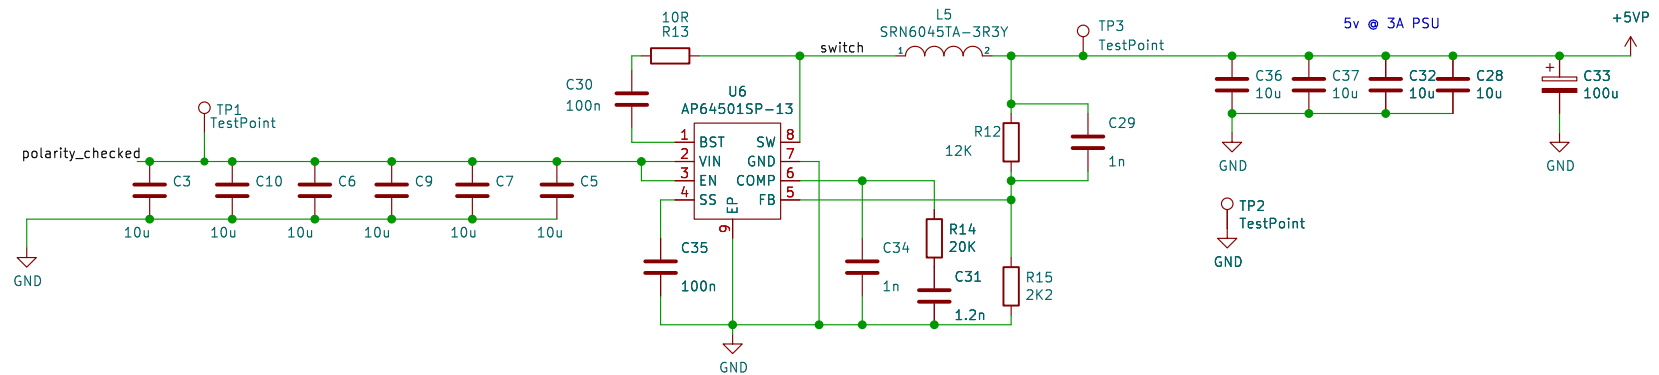 10R
R13
L5
SRN6045TA-3R3Y
switch
1
2
TP3
TestPoint
5v @ 3A PSU
+5VP
C30
100n
U6
AP64501SP-13
C36
10u
C37
10u
C32
10u
C28
10u
+
C33
100u
TP1
TestPoint
polarity_checked
1 BST SW 8
2 VIN GND 7
3 EN COMP 6
4 SS FB 5
EP
9
R12
12K
C29
1n
GND
GND
C3
C10
C6
C9
C7
C5
10u
10u
10u
10u
10u
10u
GND
TP2
TestPoint
GND
C35
100n
C34
1n
R14
20K
C31
1.2n
R15
2K2
GND